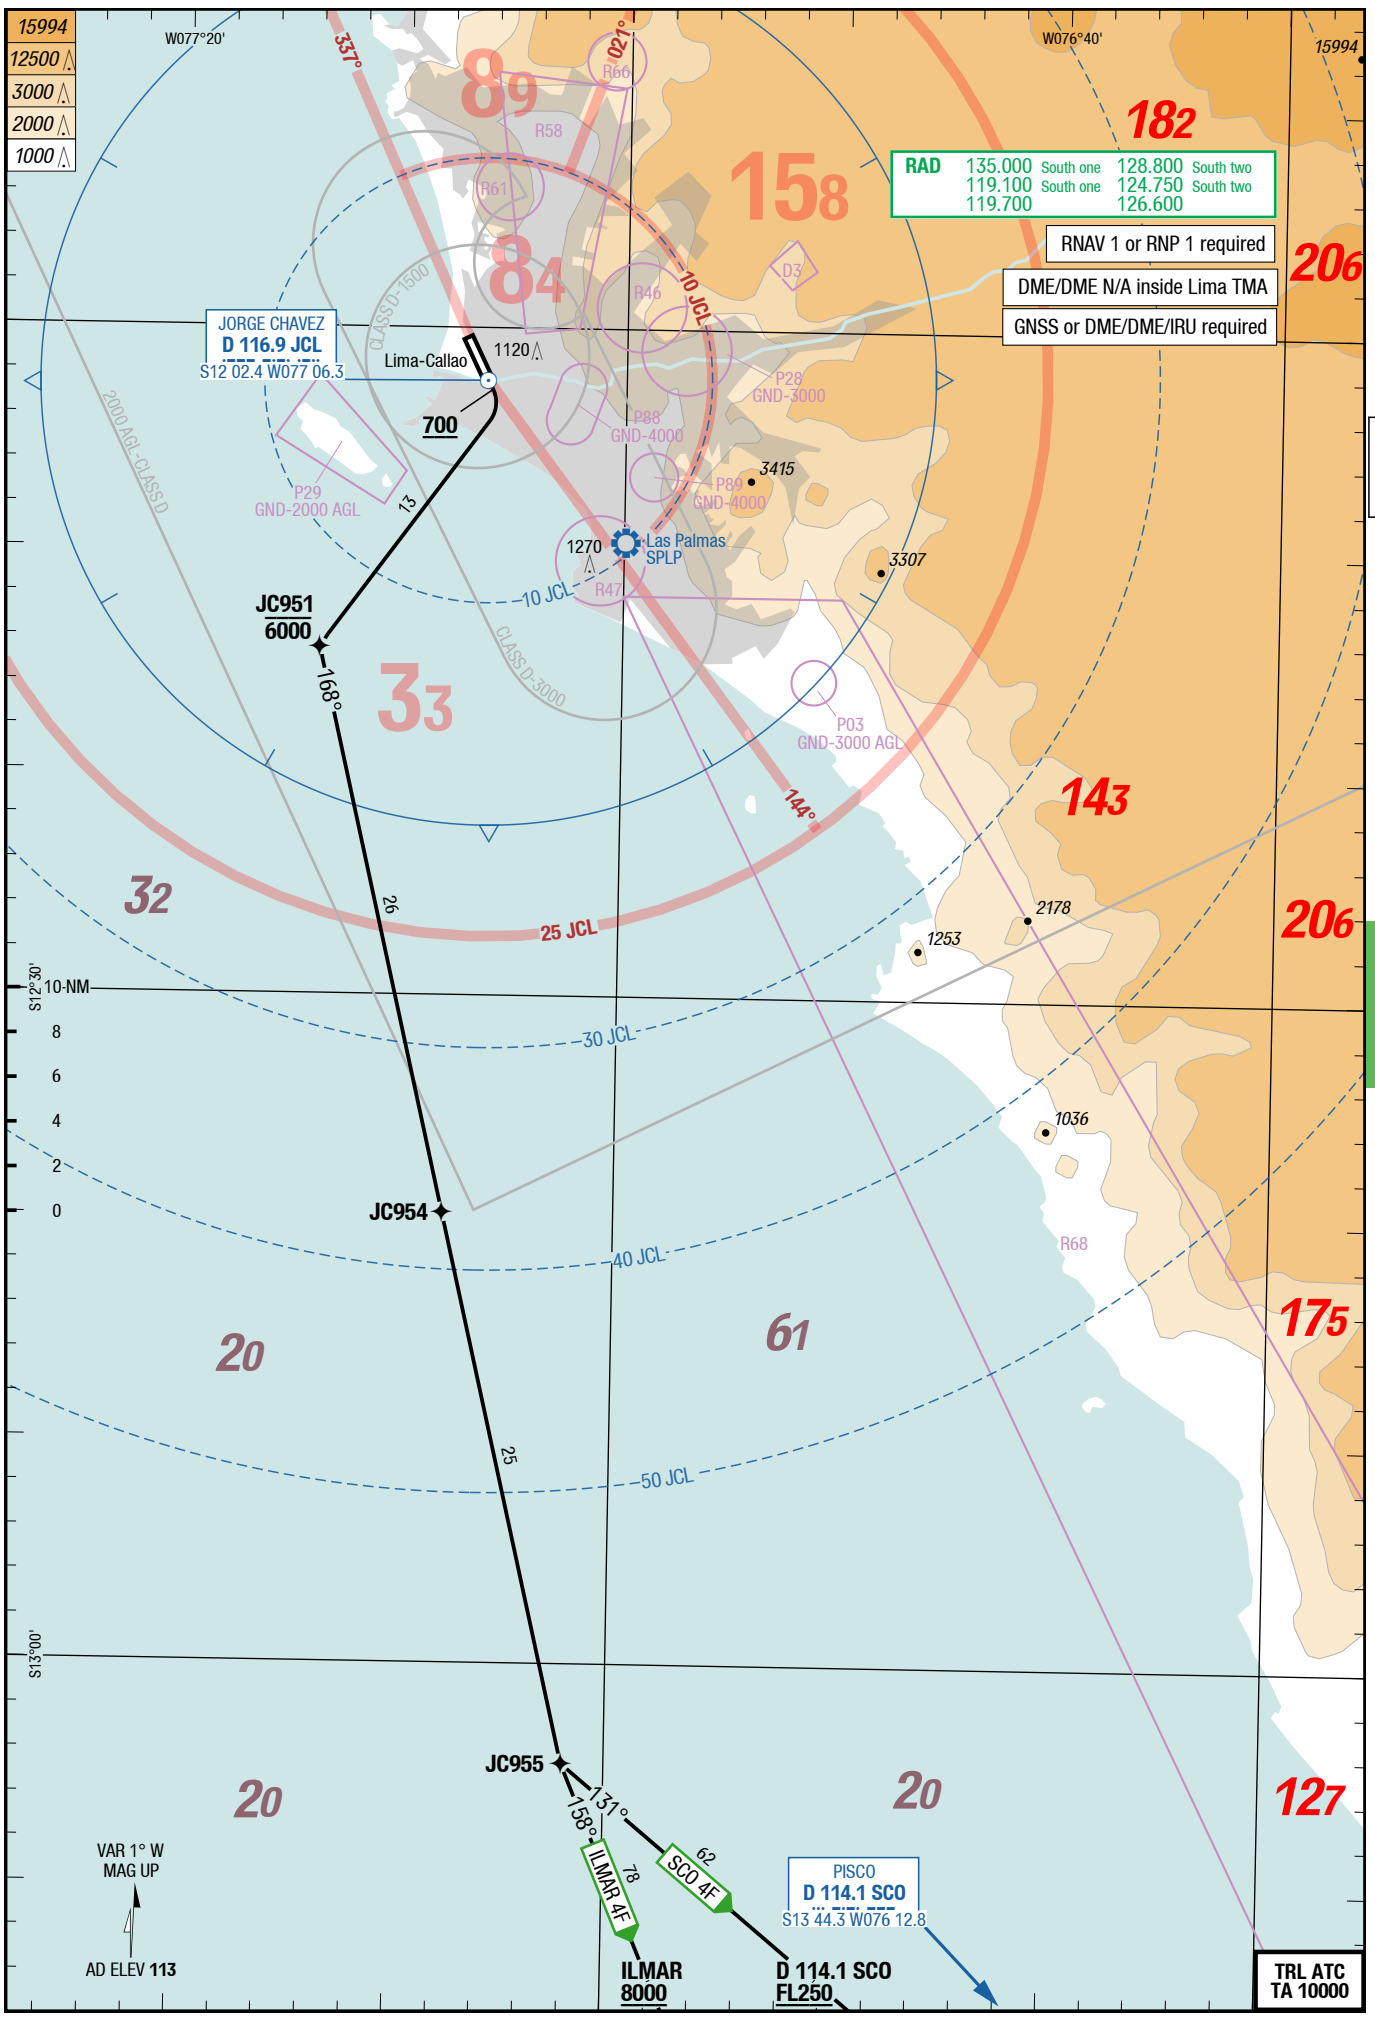 15994
12500
3000
2000
1000
W077°20'
W076°40'
15994
337°
021°
89
R66
R58
182
158
RAD 135.000 South one 128.800 South two
119.100 South one 124.750 South two
119.700 126.600
RNAV 1 or RNP 1 required
206
DME/DME N/A inside Lima TMA
GNSS or DME/DME/IRU required
R61
84
CLASS D-1500
D3
R46
10 JCL
JORGE CHAVEZ
D 116.9 JCL
S12 02.4 W077 06.3
Lima-Callao
1120
700
P28
GND-3000
P88
GND-4000
2000 AGL-CLASS D
P29
GND-2000 AGL
13
3415
P89
GND-4000
1270
Las Palmas
SPLP
3307
R47
10 JCL
JC951
6000
168°
CLASS D-3000
33
P03
GND-3000 AGL
144°
143
32
26
25 JCL
2178
1253
206
S12°30'
10 NM
8
6
4
2
0
30 JCL
1036
JC954
40 JCL
R68
20
61
175
25
50 JCL
S13°00'
JC955
20
20
127
131°
158°
ILMAR 4F
78
SCO 4F
62
VAR 1° W
MAG UP
AD ELEV 113
PISCO
D 114.1 SCO
S13 44.3 W076 12.8
ILMAR
8000
D 114.1 SCO
FL250
TRL ATC
TA 10000